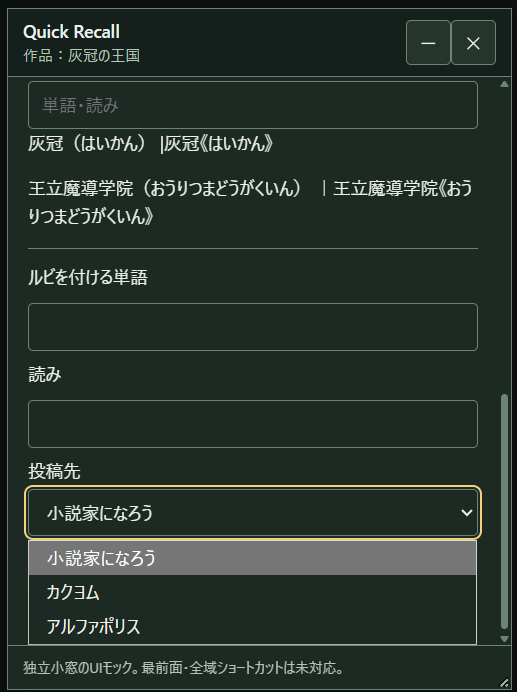 Quick Recall
作品：灰冠の王国
単語・読み
灰冠（はいかん） |灰冠《はいかん》
王立魔導学院（おうりつまどうがくいん） ｜王立魔導学院《おう
りつまどうがくいん》
ルビを付ける単語
読み
投稿先
小説家になろう
小説家になろう
カクヨム
アルファポリス
独立小窓のUIモック。最前面・全域ショートカットは未対応。